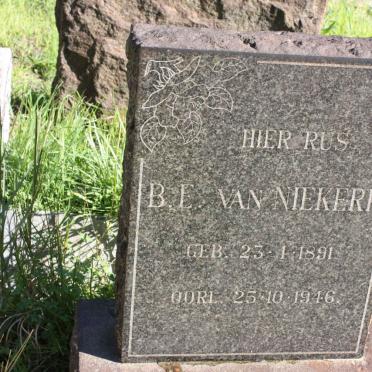 HIER RUS
B.E. VAN NIEKER
GEB. 23-1-1891
OORL. 25-10-1946.